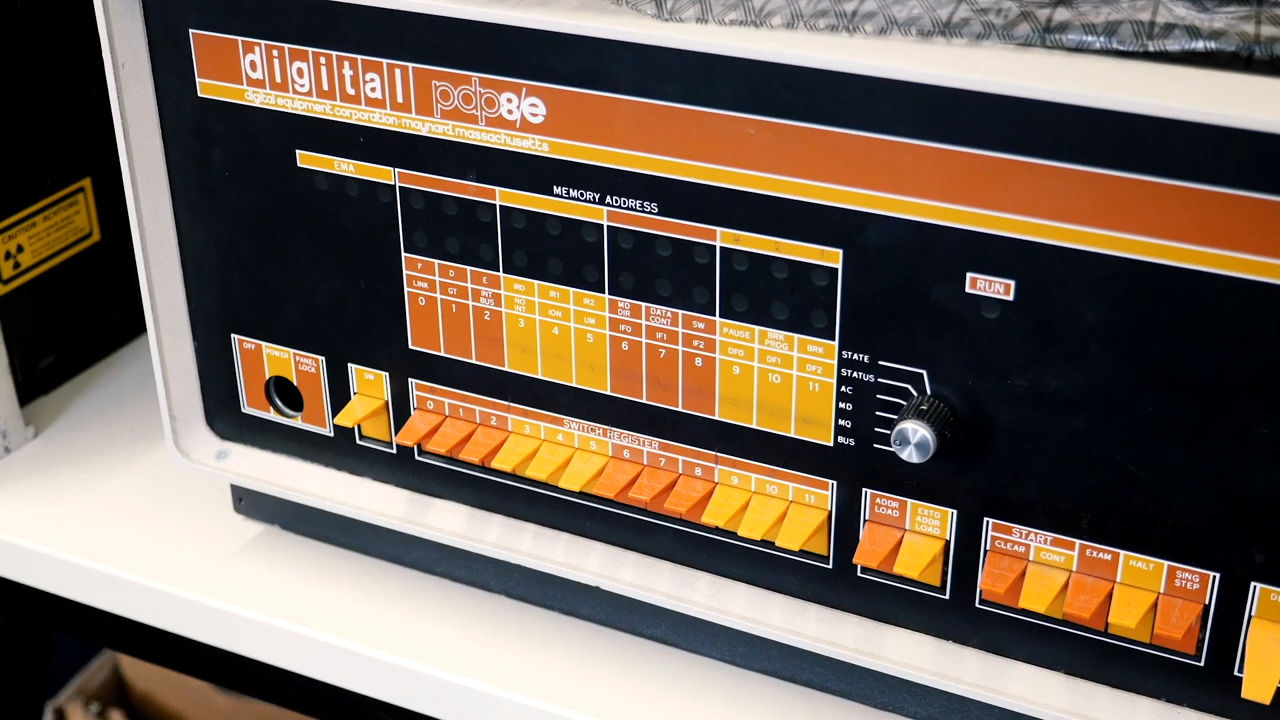 digital pdp8/e
digital equipment corporation·maynard, massachusetts
EMA
MEMORY ADDRESS
F D E IR0 IR1 IR2 MD DIR DATA CONT SW PAUSE BRK PROG BRK
LINK GT INT BUS NO INT ION UM IF0 IF1 IF2 DF0 DF1 DF2
0 1 2 3 4 5 6 7 8 9 10 11
RUN
STATE
STATUS
AC
MD
MQ
BUS
OFF POWER PANEL LOCK
SW
SWITCH REGISTER
0 1 2 3 4 5 6 7 8 9 10 11
ADDR LOAD
EXTD ADDR LOAD
START
CLEAR CONT EXAM HALT SING STEP
CAUTION-ACHTUNG